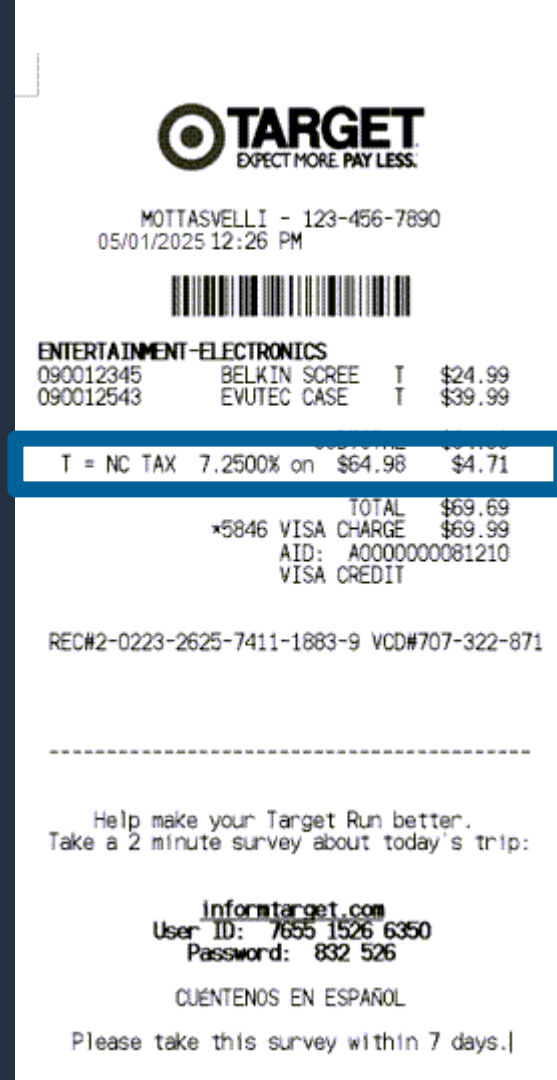 TARGET
EXPECT MORE. PAY LESS.
MOTTASVELLI - 123-456-7890
05/01/2025 12:26 PM
ENTERTAINMENT-ELECTRONICS
090012345 BELKIN SCREE T $24.99
090012543 EVUTEC CASE T $39.99
T = NC TAX 7.2500% on $64.98 $4.71
TOTAL $69.69
*5846 VISA CHARGE $69.99
AID: A0000000081210
VISA CREDIT
REC#2-0223-2625-7411-1883-9 VCD#707-322-871
Help make your Target Run better.
Take a 2 minute survey about today's trip:
informtarget.com
User ID: 7655 1526 6350
Password: 832 526
CUÉNTENOS EN ESPAÑOL
Please take this survey within 7 days.|